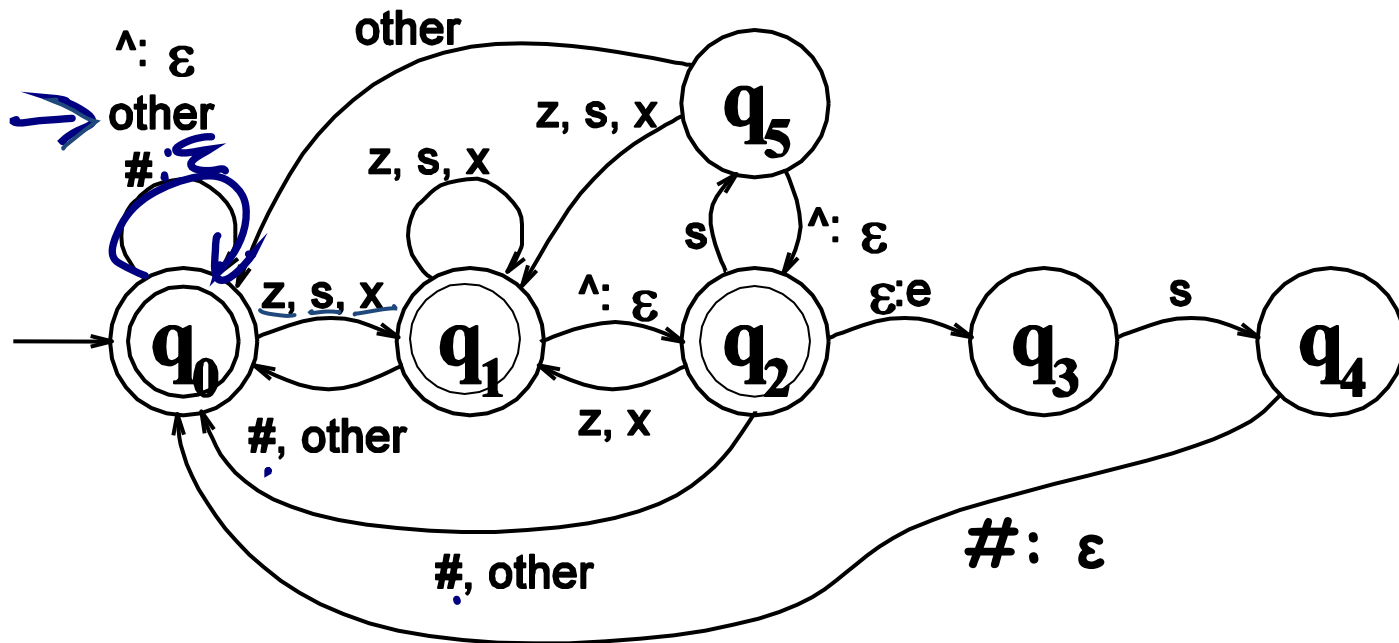 ^: ε
other
#: ε
other
z, s, x
z, s, x
q5
s
^: ε
z, s, x
^: ε
ε:e
s
q0
q1
q2
q3
q4
#, other
z, x
#, other
#: ε